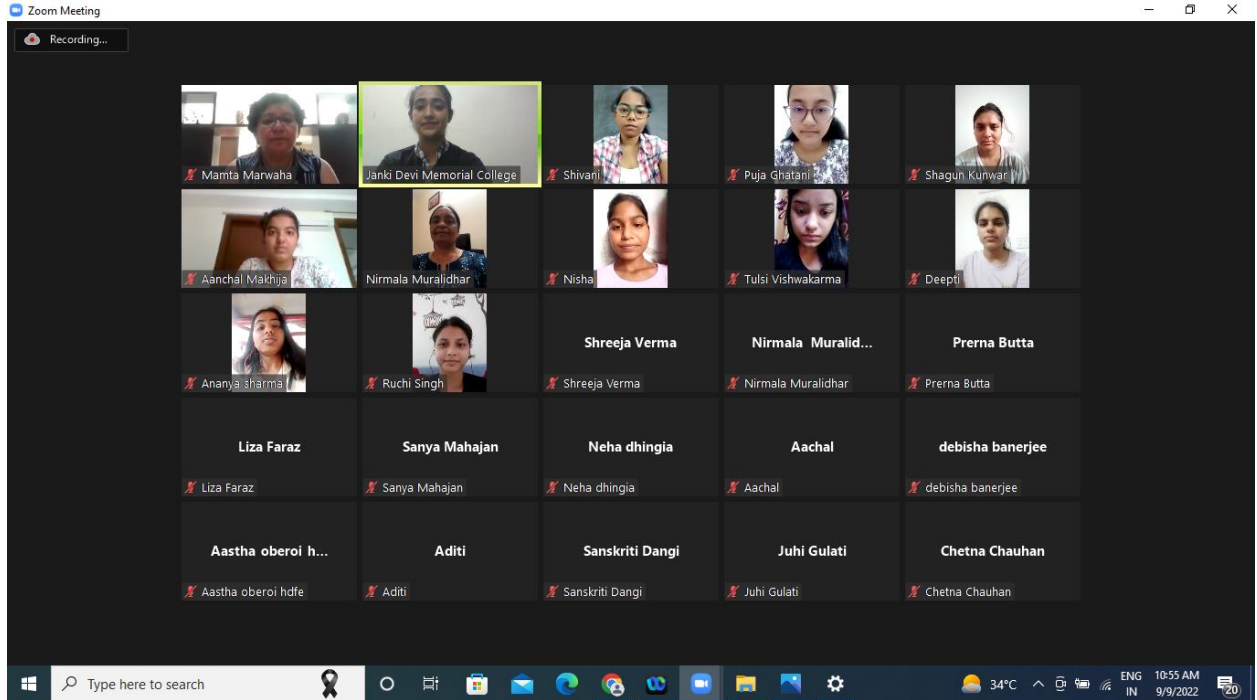 Zoom Meeting
Recording...
Mamta Marwaha
Janki Devi Memorial College
Shivani
Puja Ghatani
Shagun Kunwar
Aanchal Makhija
Nirmala Muralidhar
Nisha
Tulsi Vishwakarma
Deepti
Ananya sharma
Ruchi Singh
Shreeja Verma
Shreeja Verma
Nirmala Muralid...
Nirmala Muralidhar
Prerna Butta
Prerna Butta
Liza Faraz
Liza Faraz
Sanya Mahajan
Sanya Mahajan
Neha dhingia
Neha dhingia
Aachal
Aachal
debisha banerjee
debisha banerjee
Aastha oberoi h...
Aastha oberoi hdfe
Aditi
Aditi
Sanskriti Dangi
Sanskriti Dangi
Juhi Gulati
Juhi Gulati
Chetna Chauhan
Chetna Chauhan
Type here to search
34°C
ENG
IN
10:55 AM
9/9/2022
20